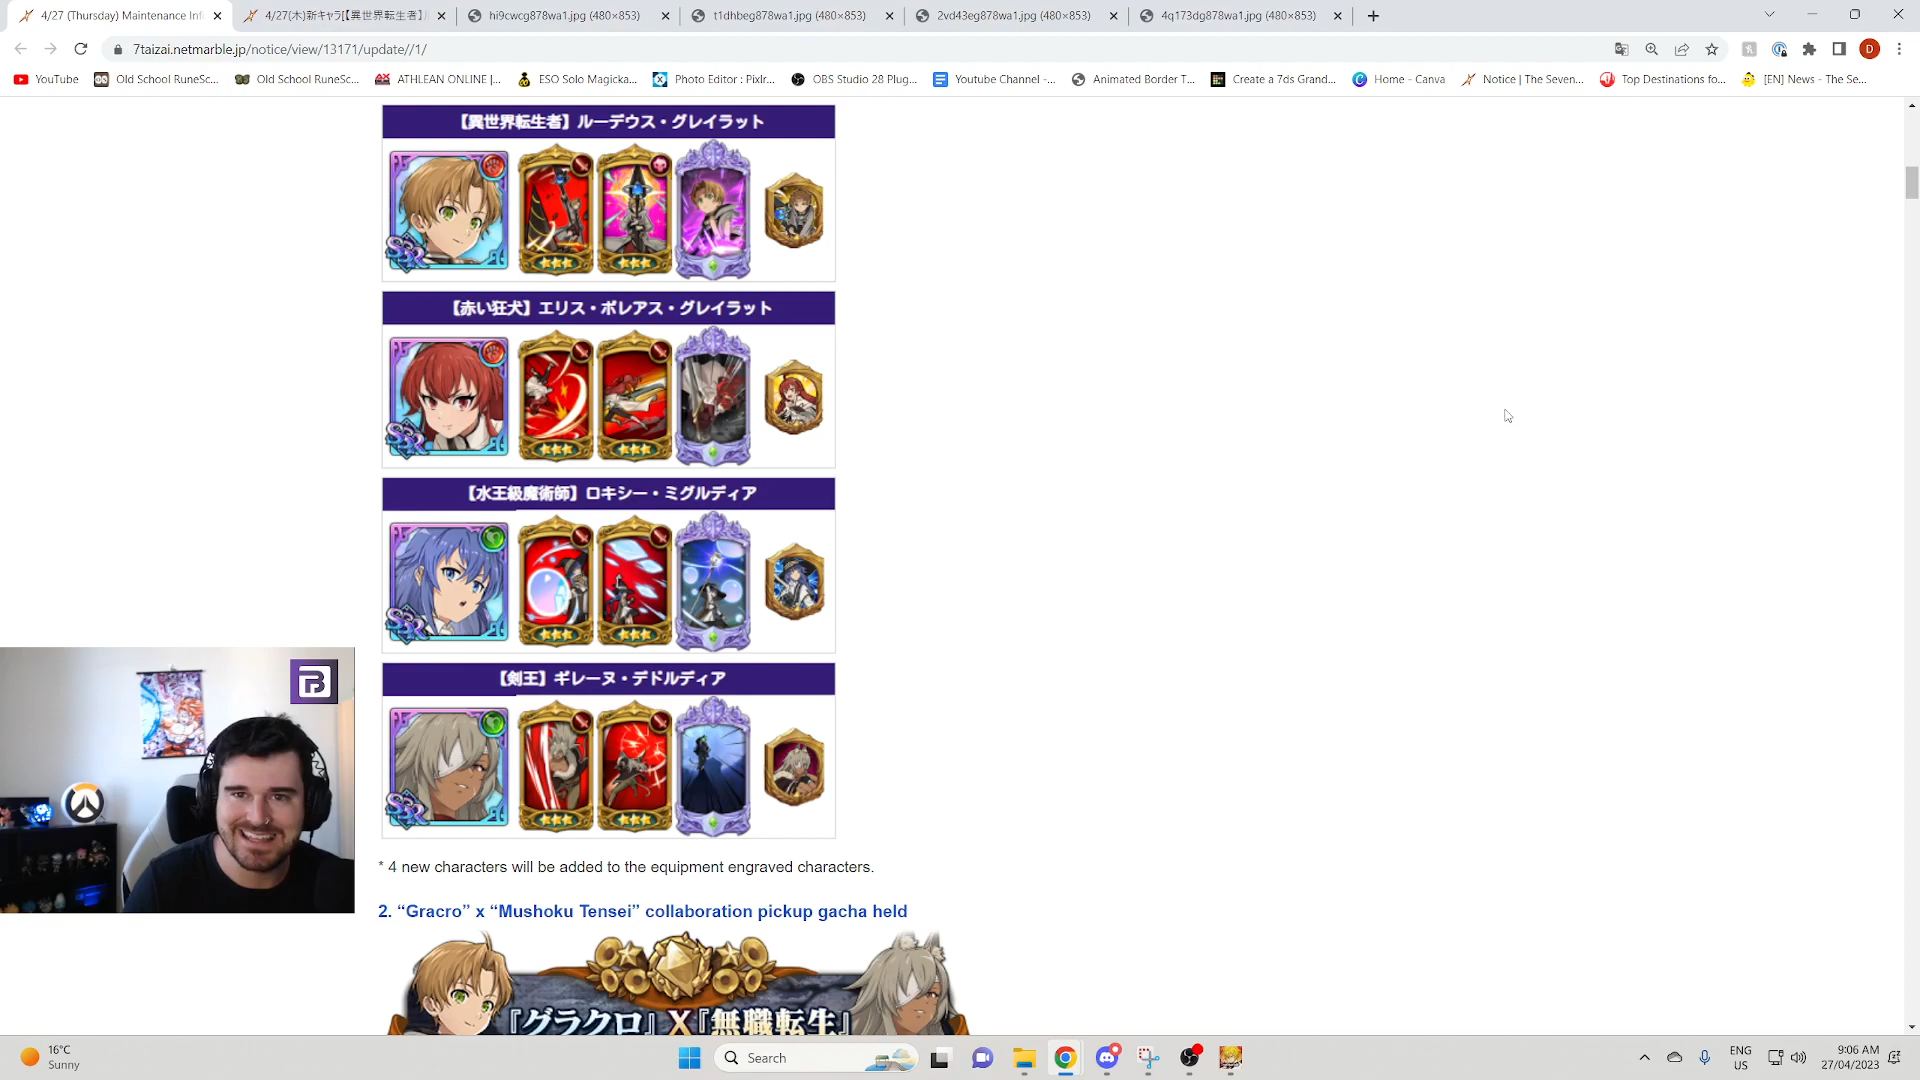 4/27 (Thursday) Maintenance Inf
4/27(木)新キャラ[【異世界転生者】ル
hi9cwcg878wa1.jpg (480×853)
t1dhbeg878wa1.jpg (480×853)
2vd43eg878wa1.jpg (480×853)
4q173dg878wa1.jpg (480×853)
7taizai.netmarble.jp/notice/view/13171/update//1/
D
YouTube
Old School RuneSc...
Old School RuneSc...
ATHLEAN ONLINE |...
ESO Solo Magicka...
Photo Editor : Pixlr...
OBS Studio 28 Plug...
Youtube Channel -...
Animated Border T...
Create a 7ds Grand...
Home - Canva
Notice | The Seven...
Top Destinations fo...
[EN] News - The Se...
【異世界転生者】ルーデウス・グレイラット
SSR
【赤い狂犬】エリス・ボレアス・グレイラット
SSR
【水王級魔術師】ロキシー・ミグルディア
SSR
【剣王】ギレーヌ・デドルディア
SSR
* 4 new characters will be added to the equipment engraved characters.
2. “Gracro” x “Mushoku Tensei” collaboration pickup gacha held
『グラクロ』X『無職転生』
16°C
Sunny
Search
ENG
US
9:06 AM
27/04/2023